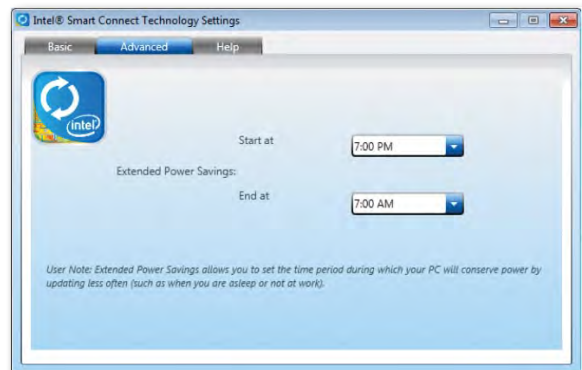 Intel® Smart Connect Technology Settings
Basic Advanced Help
intel
Start at 7:00 PM
Extended Power Savings:
End at 7:00 AM
User Note: Extended Power Savings allows you to set the time period during which your PC will conserve power by
updating less often (such as when you are asleep or not at work).